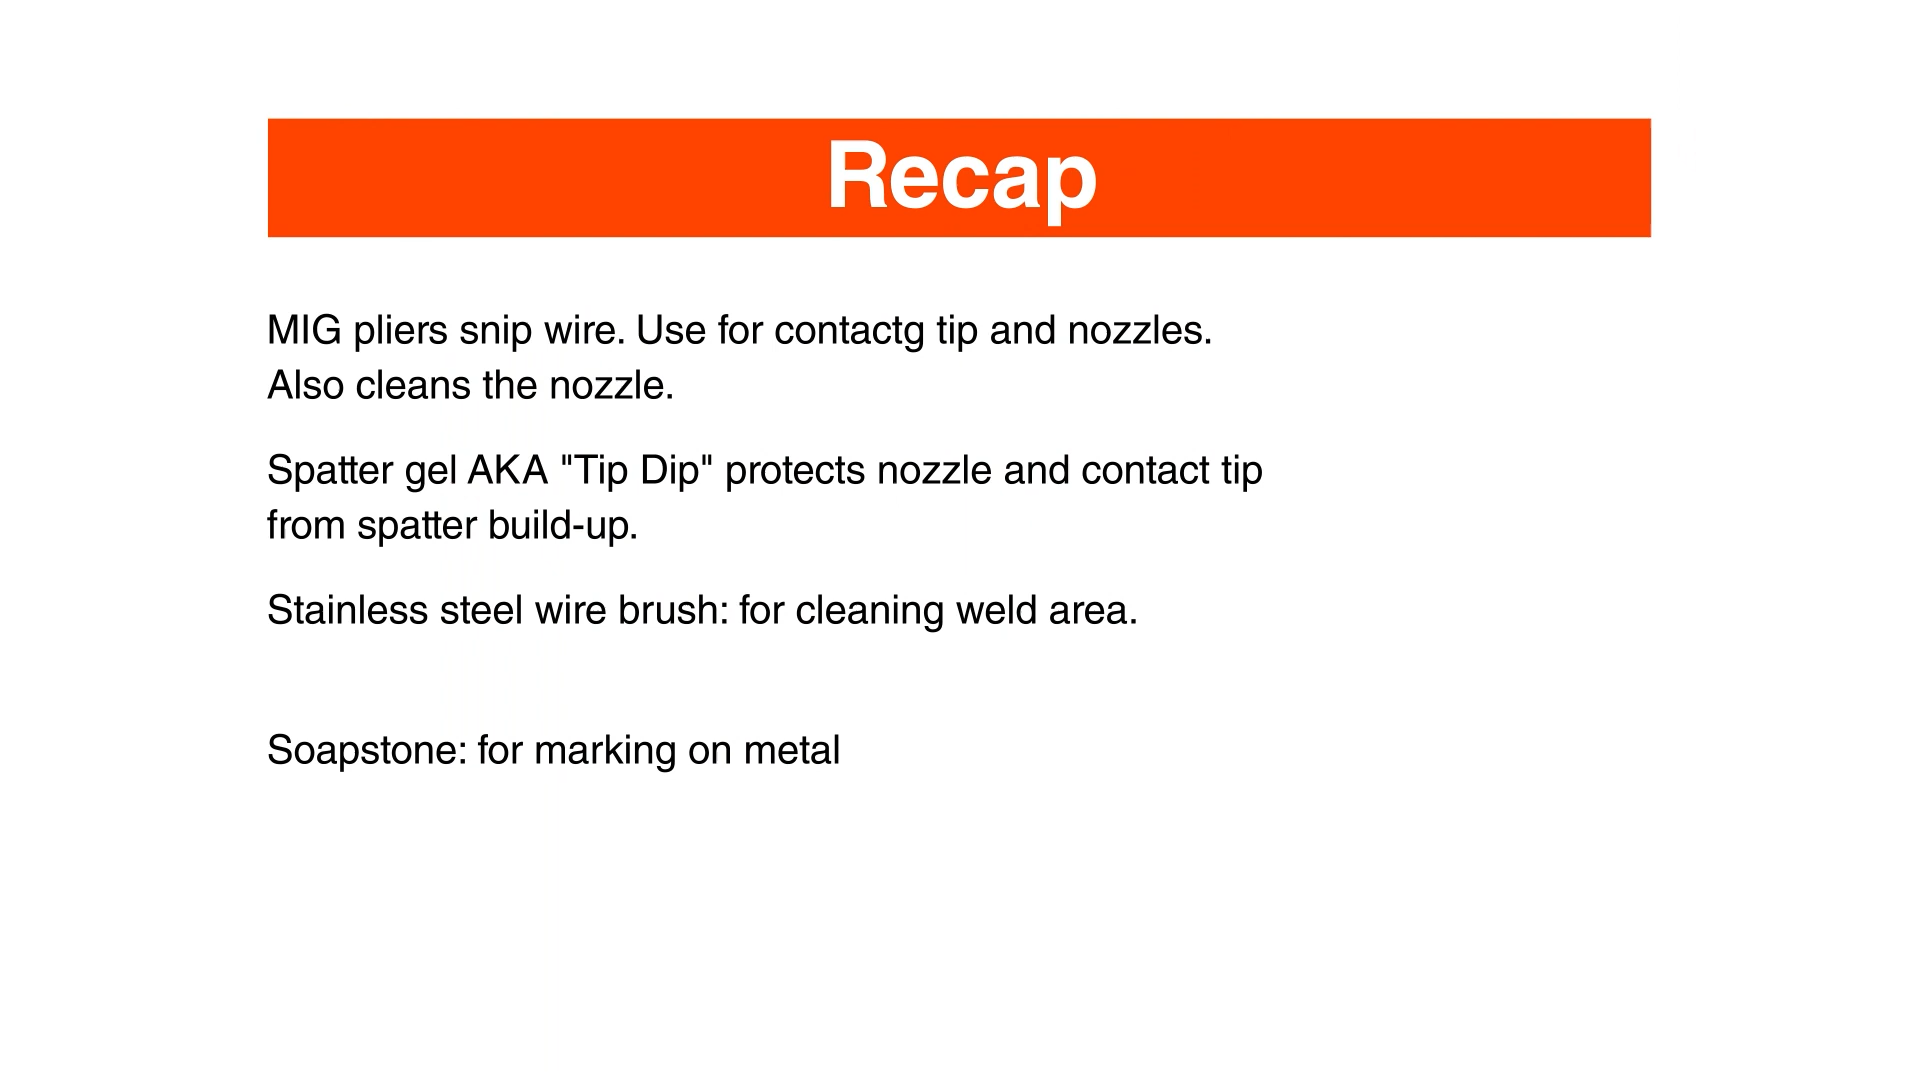 Recap
MIG pliers snip wire. Use for contactg tip and nozzles.
Also cleans the nozzle.
Spatter gel AKA "Tip Dip" protects nozzle and contact tip
from spatter build-up.
Stainless steel wire brush: for cleaning weld area.
Soapstone: for marking on metal